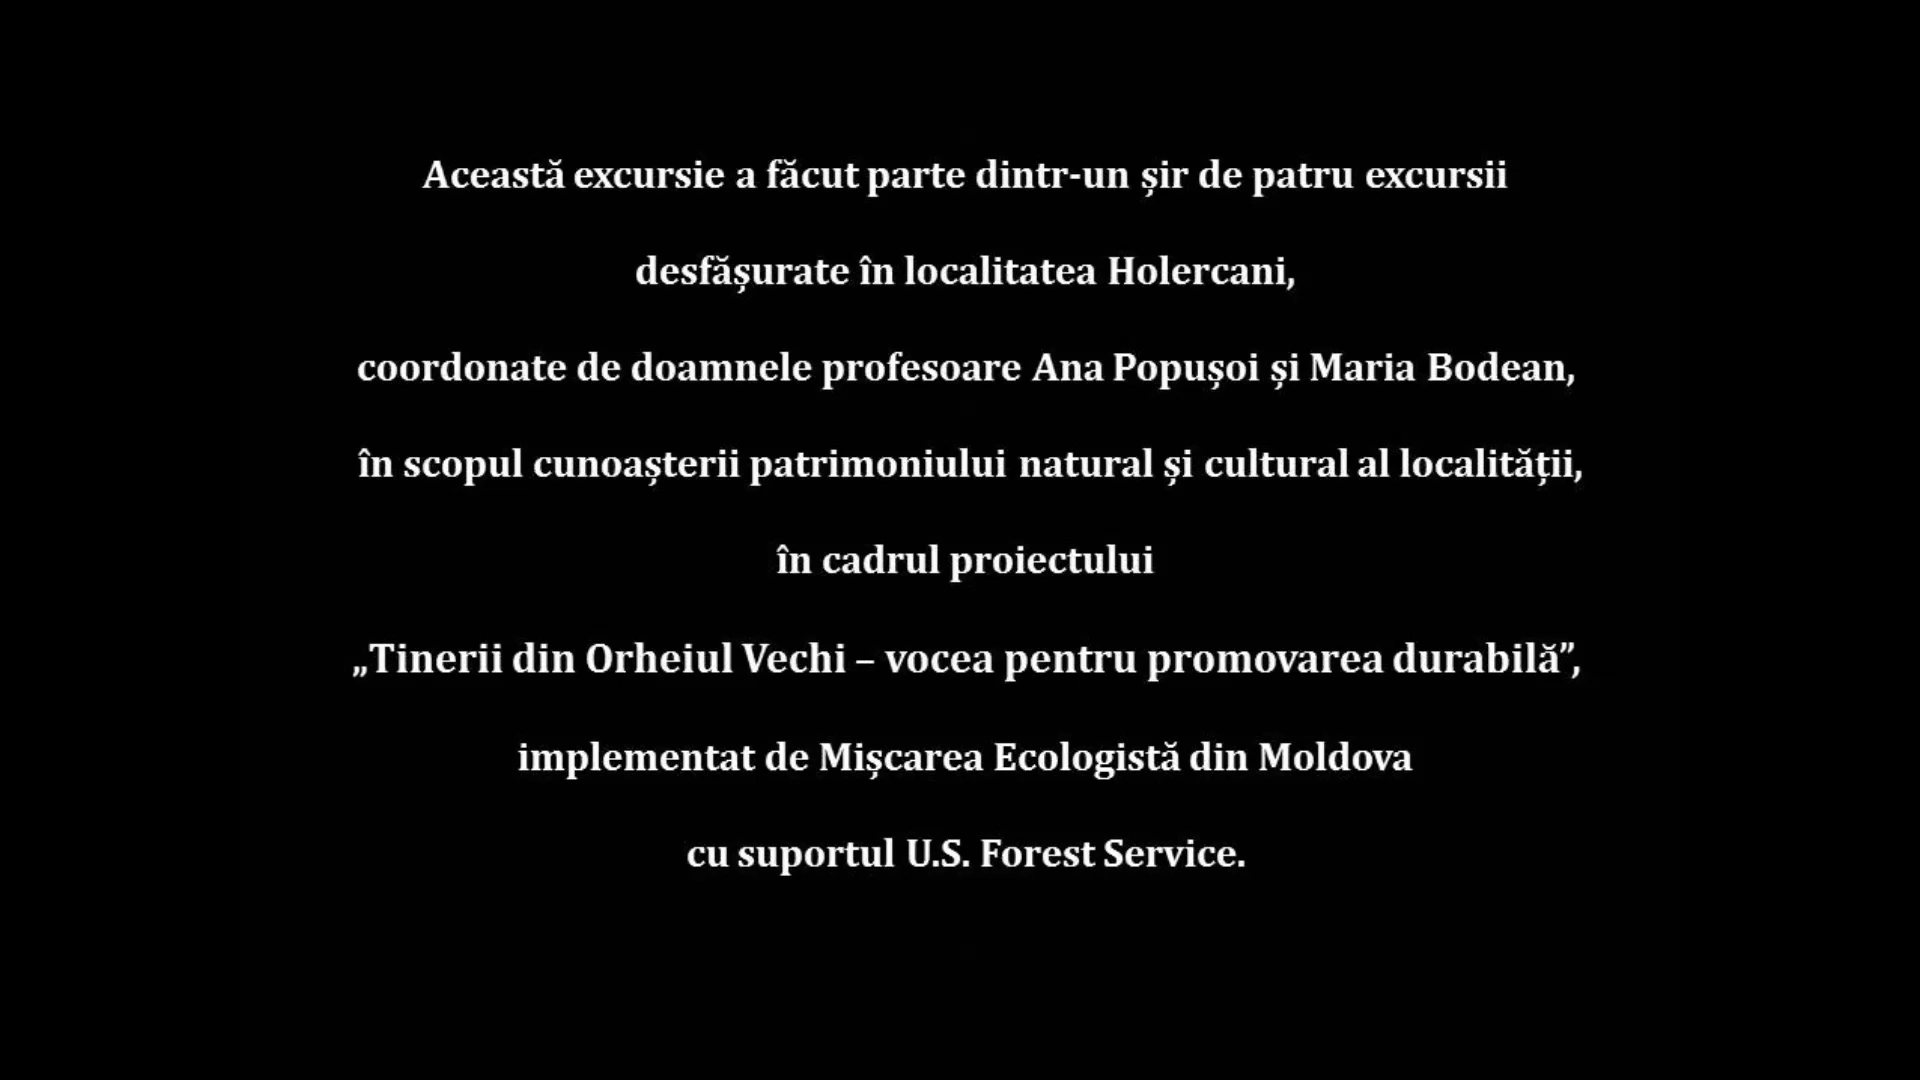 Această excursie a făcut parte dintr-un șir de patru excursii
desfășurate în localitatea Holercani,
coordonate de doamnele profesoare Ana Popușoi și Maria Bodean,
în scopul cunoașterii patrimoniului natural și cultural al localității,
în cadrul proiectului
„Tinerii din Orheiul Vechi – vocea pentru promovarea durabilă”,
implementat de Mișcarea Ecologistă din Moldova
cu suportul U.S. Forest Service.